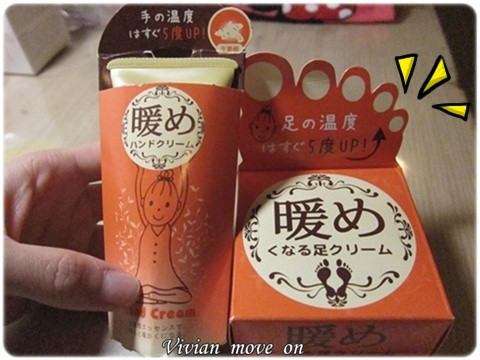 手の温度
はすぐ5度UP!
暖め
ハンドクリーム
Cream
足の温度
はすぐ5度UP!
暖め
くなる足クリーム
暖め
Vivian move on